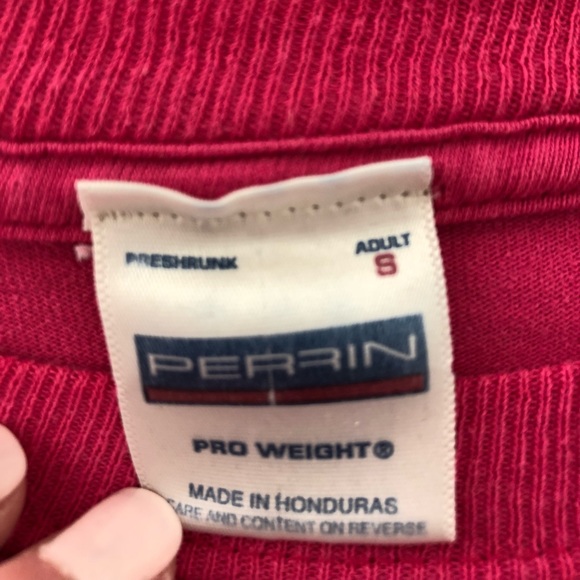 PRESHRUNK
ADULT
S
PERRIN
PRO WEIGHT®
MADE IN HONDURAS
CARE AND CONTENT ON REVERSE